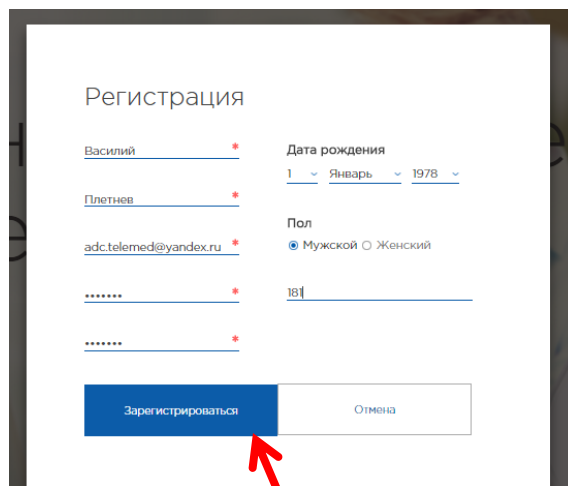 Регистрация
Василий *
Плетнев *
adc.telemed@yandex.ru *
••••••• *
••••••• *
Дата рождения
1 Январь 1978
Пол
Мужской Женский
181
Зарегистрироваться Отмена